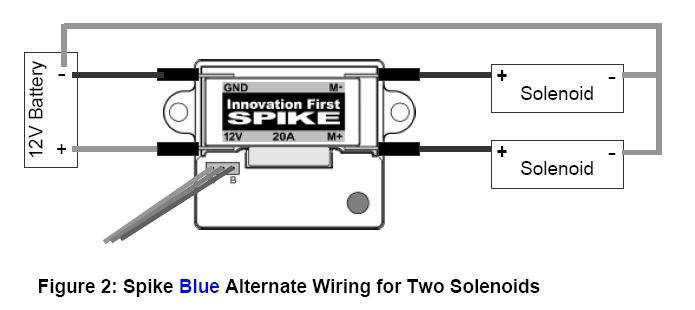 12V Battery
-
+
GND M-
Innovation First
SPIKE
12V 20A M+
B
+ -
Solenoid
+ -
Solenoid
Figure 2: Spike Blue Alternate Wiring for Two Solenoids